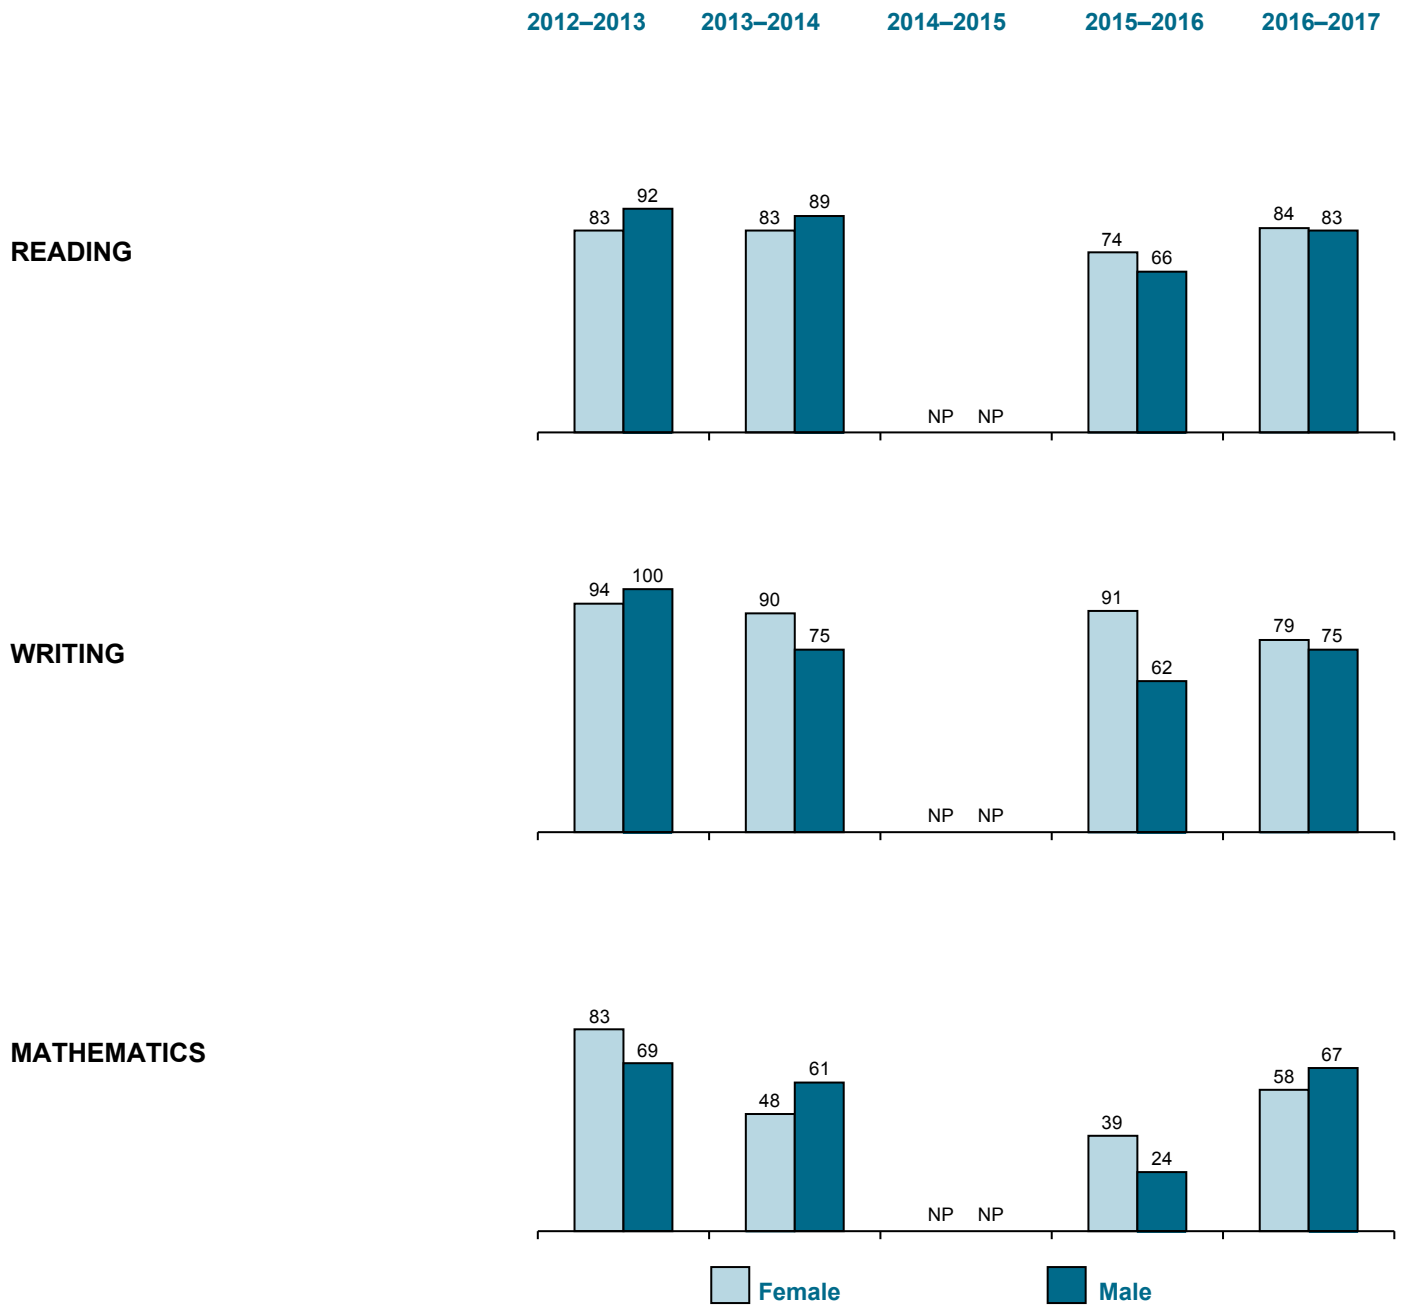 2012–2013 2013–2014 2014–2015 2015–2016 2016–2017
READING
83 92 83 89 NP NP 74 66 84 83
WRITING
94 100 90 75 NP NP 91 62 79 75
MATHEMATICS
83 69 48 61 NP NP 39 24 58 67
Female Male